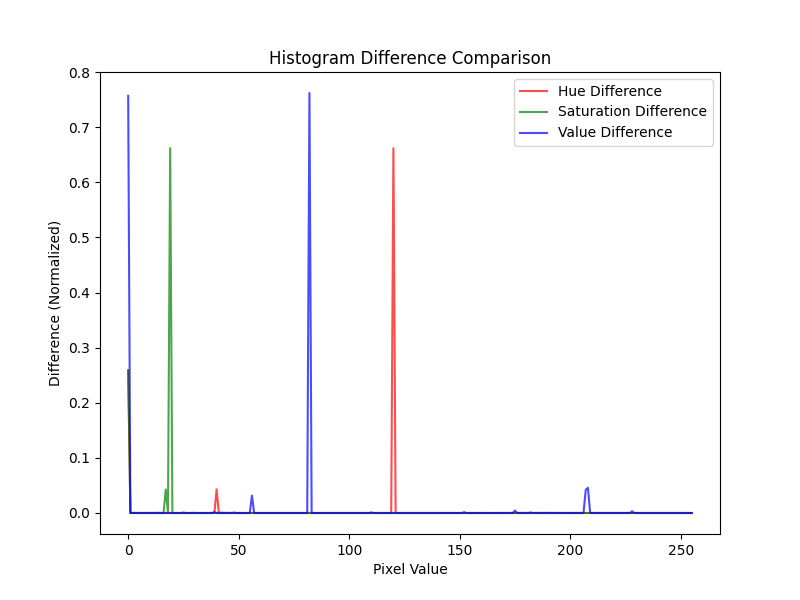 Histogram Difference Comparison
Hue Difference
Saturation Difference
Value Difference
Difference (Normalized)
0.8
0.7
0.6
0.5
0.4
0.3
0.2
0.1
0.0
0 50 100 150 200 250
Pixel Value